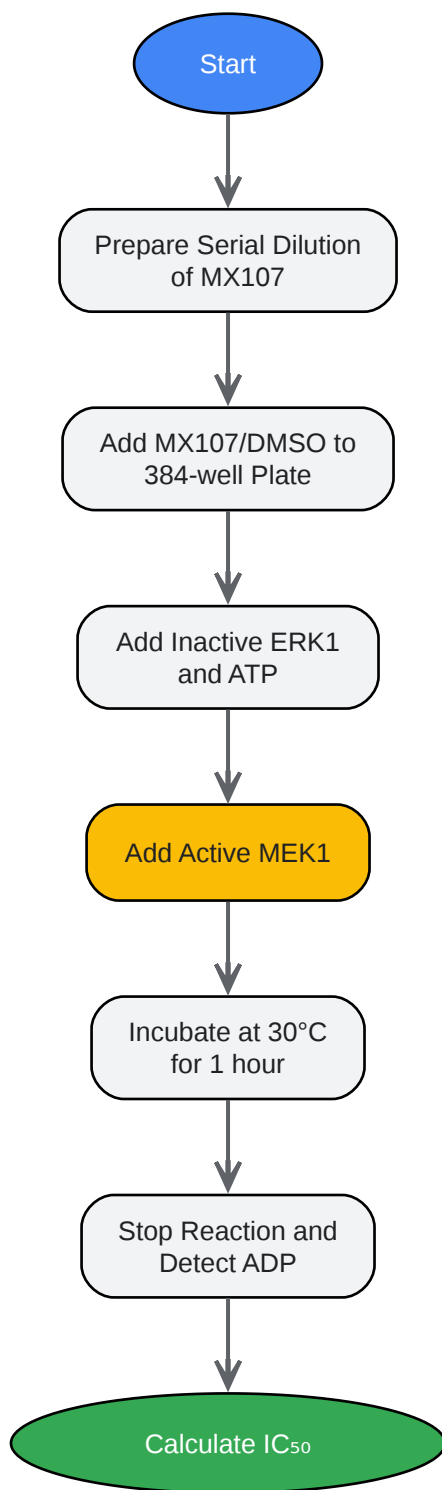 Start
Prepare Serial Dilution
of MX107
Add MX107/DMSO to
384-well Plate
Add Inactive ERK1
and ATP
Add Active MEK1
Incubate at 30°C
for 1 hour
Stop Reaction and
Detect ADP
Calculate IC₅₀